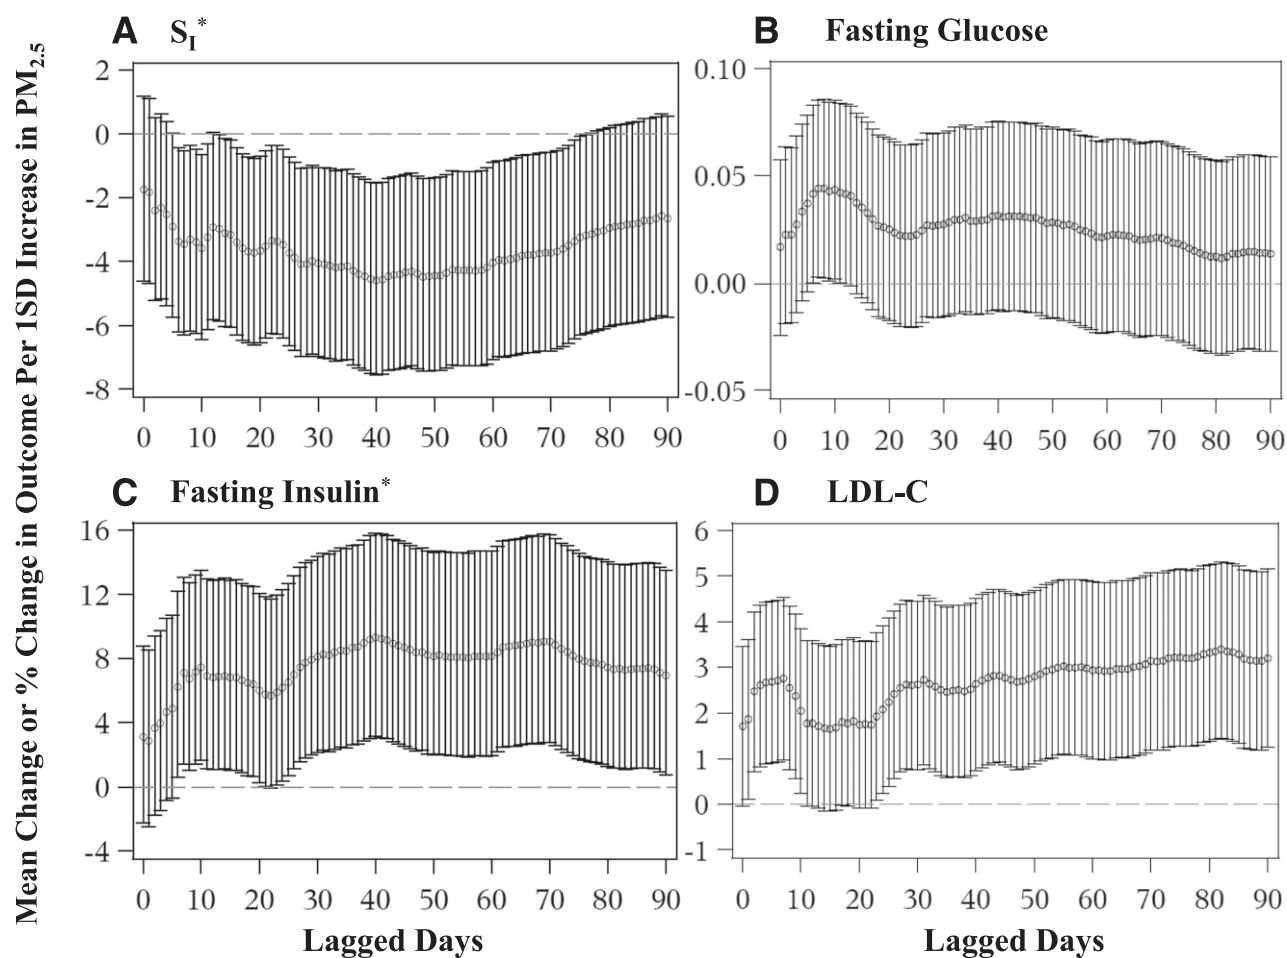 Mean Change or % Change in Outcome Per 1SD Increase in PM2.5
A SI*
2
0
-2
-4
-6
-8
0 10 20 30 40 50 60 70 80 90
B Fasting Glucose
0.10
0.05
0.00
-0.05
0 10 20 30 40 50 60 70 80 90
C Fasting Insulin*
16
12
8
4
0
-4
0 10 20 30 40 50 60 70 80 90
Lagged Days
D LDL-C
6
5
4
3
2
1
0
-1
0 10 20 30 40 50 60 70 80 90
Lagged Days